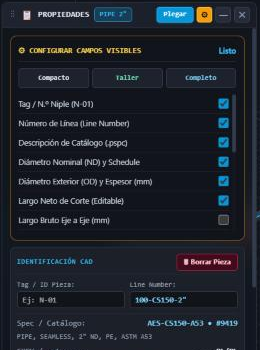 PROPIEDADES PIPE 2" Plegar
CONFIGURAR CAMPOS VISIBLES Listo
Compacto Taller Completo
Tag / N.º Niple (N-01)
Número de Línea (Line Number)
Descripción de Catálogo (.pspc)
Diámetro Nominal (ND) y Schedule
Diámetro Exterior (OD) y Espesor (mm)
Largo Neto de Corte (Editable)
Largo Bruto Eje a Eje (mm)
IDENTIFICACIÓN CAD Borrar Pieza
Tag / ID Pieza: Line Number:
Ej: N-01 100-CS150-2"
Spec / Catálogo: AES-CS150-A53 • #9419
PIPE, SEAMLESS, 2" ND, PE, ASTM A53